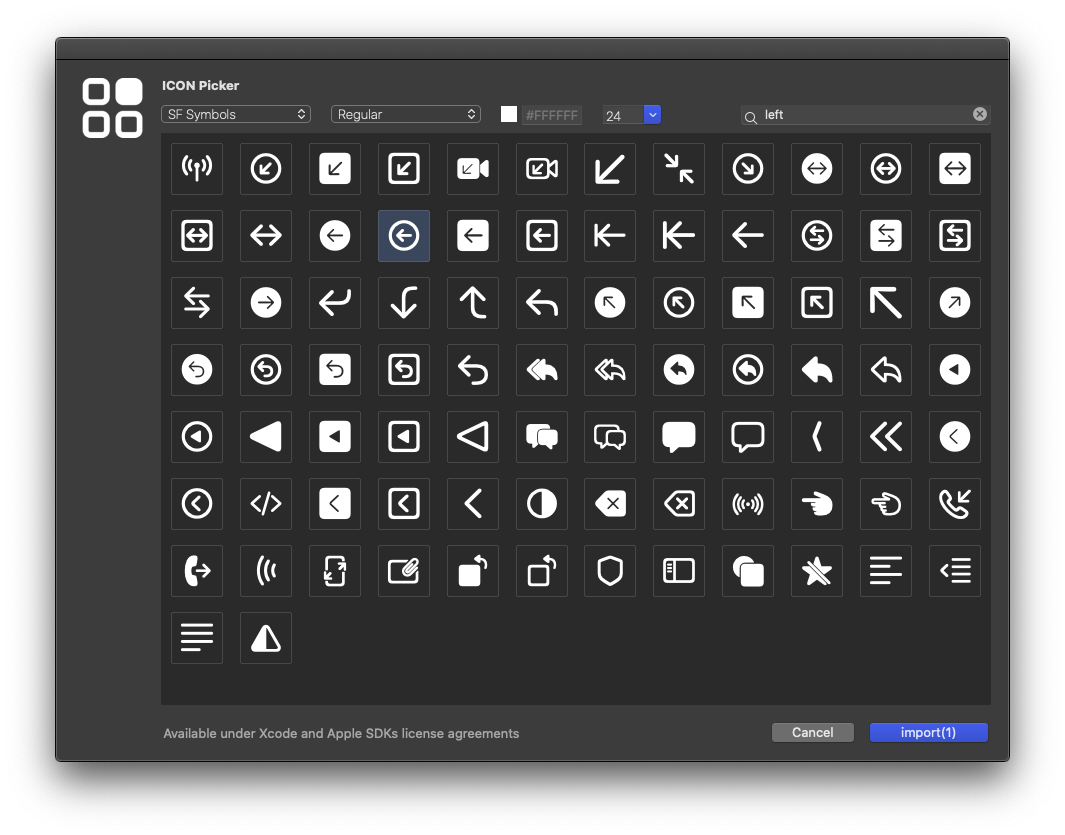 ICON Picker
SF Symbols Regular #FFFFFF 24 left
Available under Xcode and Apple SDKs license agreements Cancel import(1)